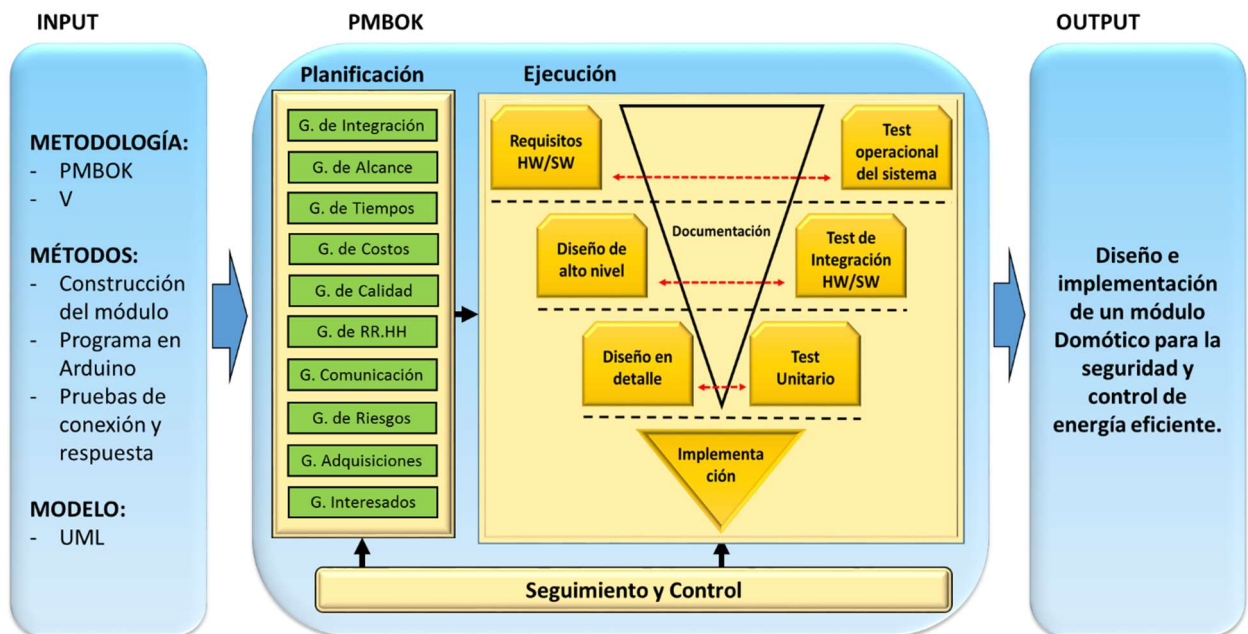 INPUT
METODOLOGÍA:
- PMBOK
- V
MÉTODOS:
- Construcción
del módulo
- Programa en
Arduino
- Pruebas de
conexión y
respuesta
MODELO:
- UML
PMBOK
Planificación
G. de Integración
G. de Alcance
G. de Tiempos
G. de Costos
G. de Calidad
G. de RR.HH
G. Comunicación
G. de Riesgos
G. Adquisiciones
G. Interesados
Ejecución
Requisitos
HW/SW
Test
operacional
del sistema
Documentación
Diseño de
alto nivel
Test de
Integración
HW/SW
Diseño en
detalle
Test
Unitario
Implementa
ción
Seguimiento y Control
OUTPUT
Diseño e
implementación
de un módulo
Domótico para la
seguridad y
control de
energía eficiente.